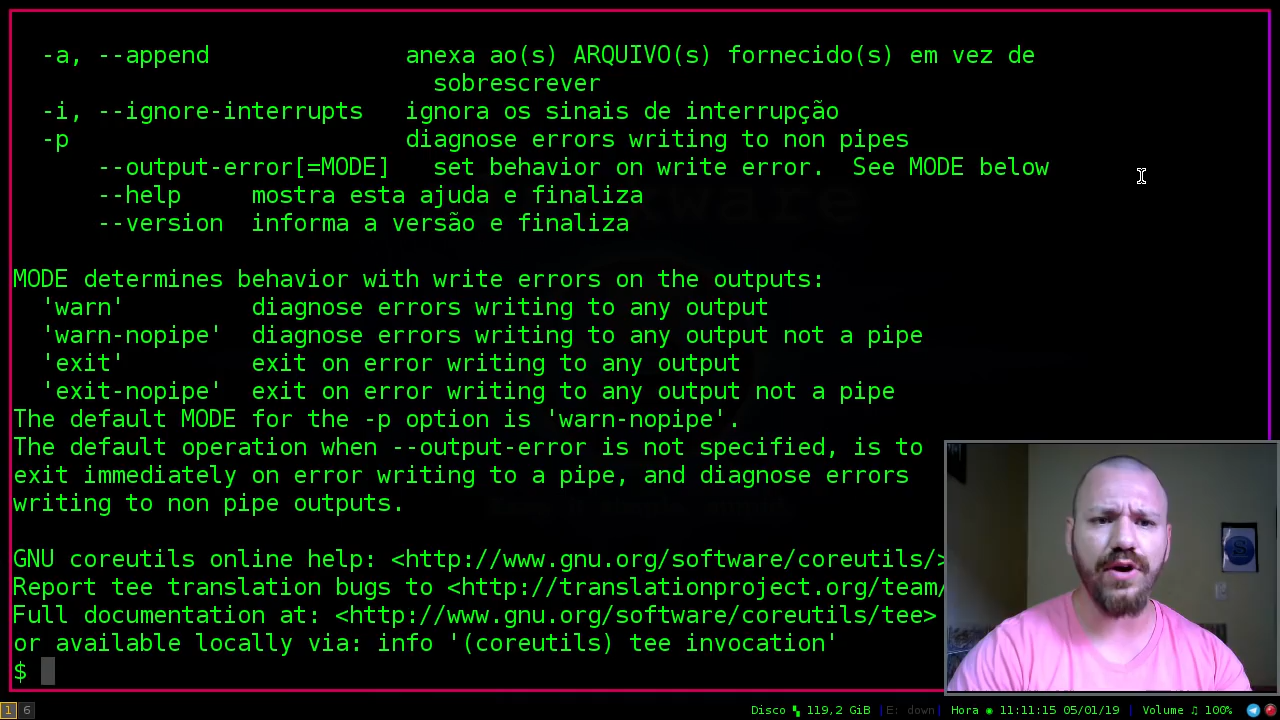 -a, --append anexa ao(s) ARQUIVO(s) fornecido(s) em vez de
sobrescrever
-i, --ignore-interrupts ignora os sinais de interrupção
-p diagnose errors writing to non pipes
--output-error[=MODE] set behavior on write error. See MODE below
--help mostra esta ajuda e finaliza
--version informa a versão e finaliza
MODE determines behavior with write errors on the outputs:
'warn' diagnose errors writing to any output
'warn-nopipe' diagnose errors writing to any output not a pipe
'exit' exit on error writing to any output
'exit-nopipe' exit on error writing to any output not a pipe
The default MODE for the -p option is 'warn-nopipe'.
The default operation when --output-error is not specified, is to
exit immediately on error writing to a pipe, and diagnose errors
writing to non pipe outputs.
GNU coreutils online help: <http://www.gnu.org/software/coreutils/>
Report tee translation bugs to <http://translationproject.org/team/
Full documentation at: <http://www.gnu.org/software/coreutils/tee>
or available locally via: info '(coreutils) tee invocation'
$
1 6 Disco 119,2 GiB | E: down | Hora ◉ 11:11:15 05/01/19 | Volume ♫ 100%